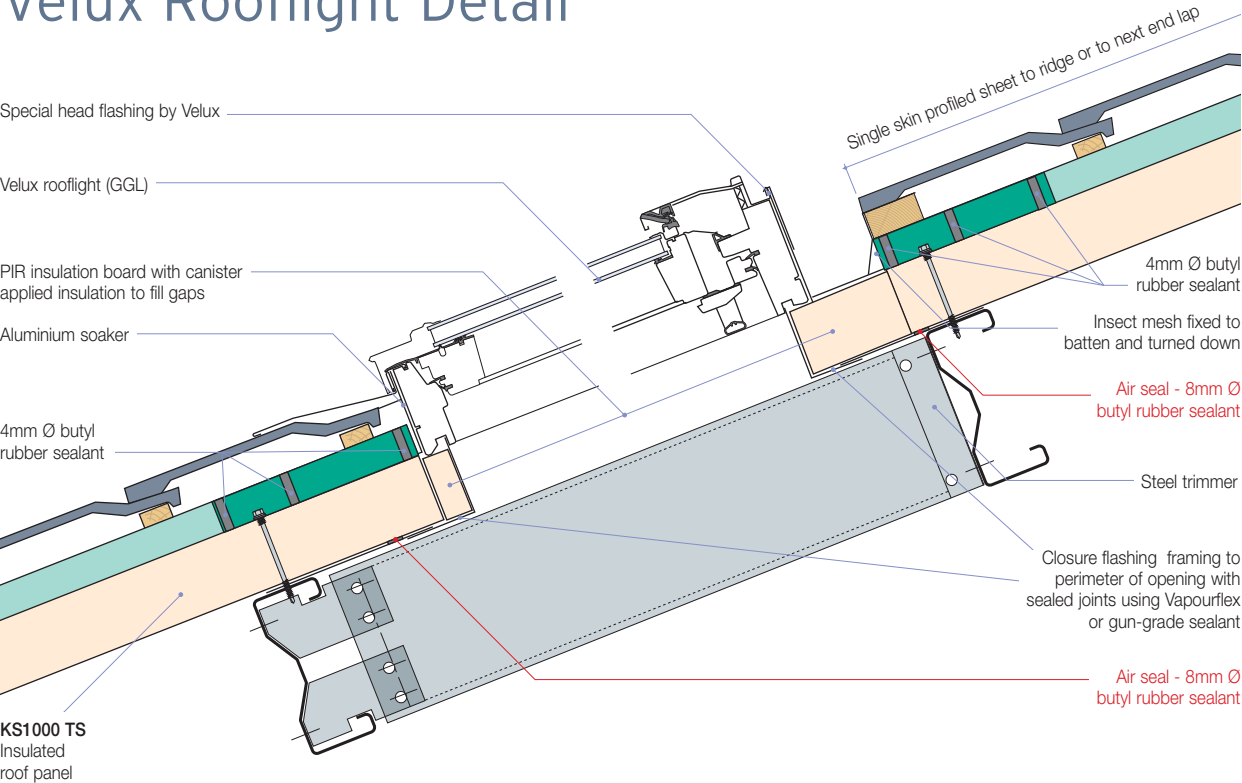 Velux Rooflight Detail
Single skin profiled sheet to ridge or to next end lap
Special head flashing by Velux
Velux rooflight (GGL)
PIR insulation board with canister
applied insulation to fill gaps
Aluminium soaker
4mm Ø butyl
rubber sealant
KS1000 TS
Insulated
roof panel
4mm Ø butyl
rubber sealant
Insect mesh fixed to
batten and turned down
Air seal - 8mm Ø
butyl rubber sealant
Steel trimmer
Closure flashing framing to
perimeter of opening with
sealed joints using Vapourflex
or gun-grade sealant
Air seal - 8mm Ø
butyl rubber sealant